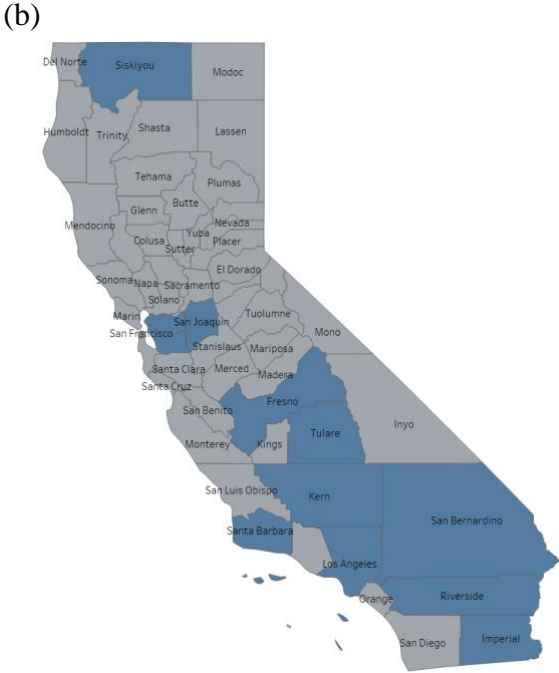 (b)
Del Norte
Siskiyou
Modoc
Humboldt
Trinity
Shasta
Lassen
Tehama
Plumas
Glenn
Butte
Mendocino
Colusa
Yuba
Nevada
Sutter
Placer
El Dorado
Sonoma
Napa
Sacramento
Solano
Marin
San Joaquin
Tuolumne
San Francisco
Mono
Stanislaus
Mariposa
Santa Clara
Merced
Madera
Santa Cruz
Fresno
San Benito
Inyo
Tulare
Monterey
Kings
San Luis Obispo
Kern
San Bernardino
Santa Barbara
Los Angeles
Orange
Riverside
San Diego
Imperial